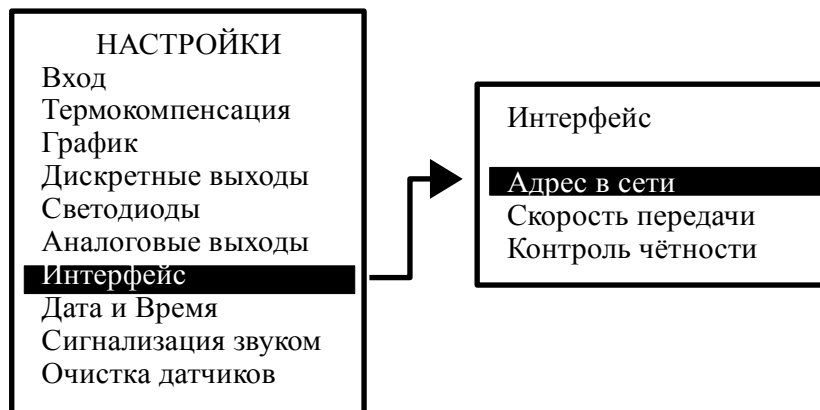 НАСТРОЙКИ
Вход
Термокомпенсация
График
Дискретные выходы
Светодиоды
Аналоговые выходы
Интерфейс
Дата и Время
Сигнализация звуком
Очистка датчиков
Интерфейс
Адрес в сети
Скорость передачи
Контроль чётности